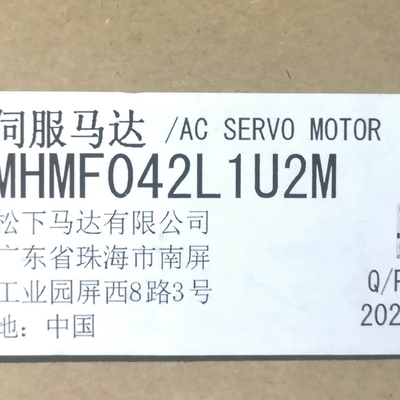 伺服马达 /AC SERVO MOTOR
MHMF042L1U2M
松下马达有限公司
广东省珠海市南屏
工业园屏西8路3号
地：中国
Q/P
202